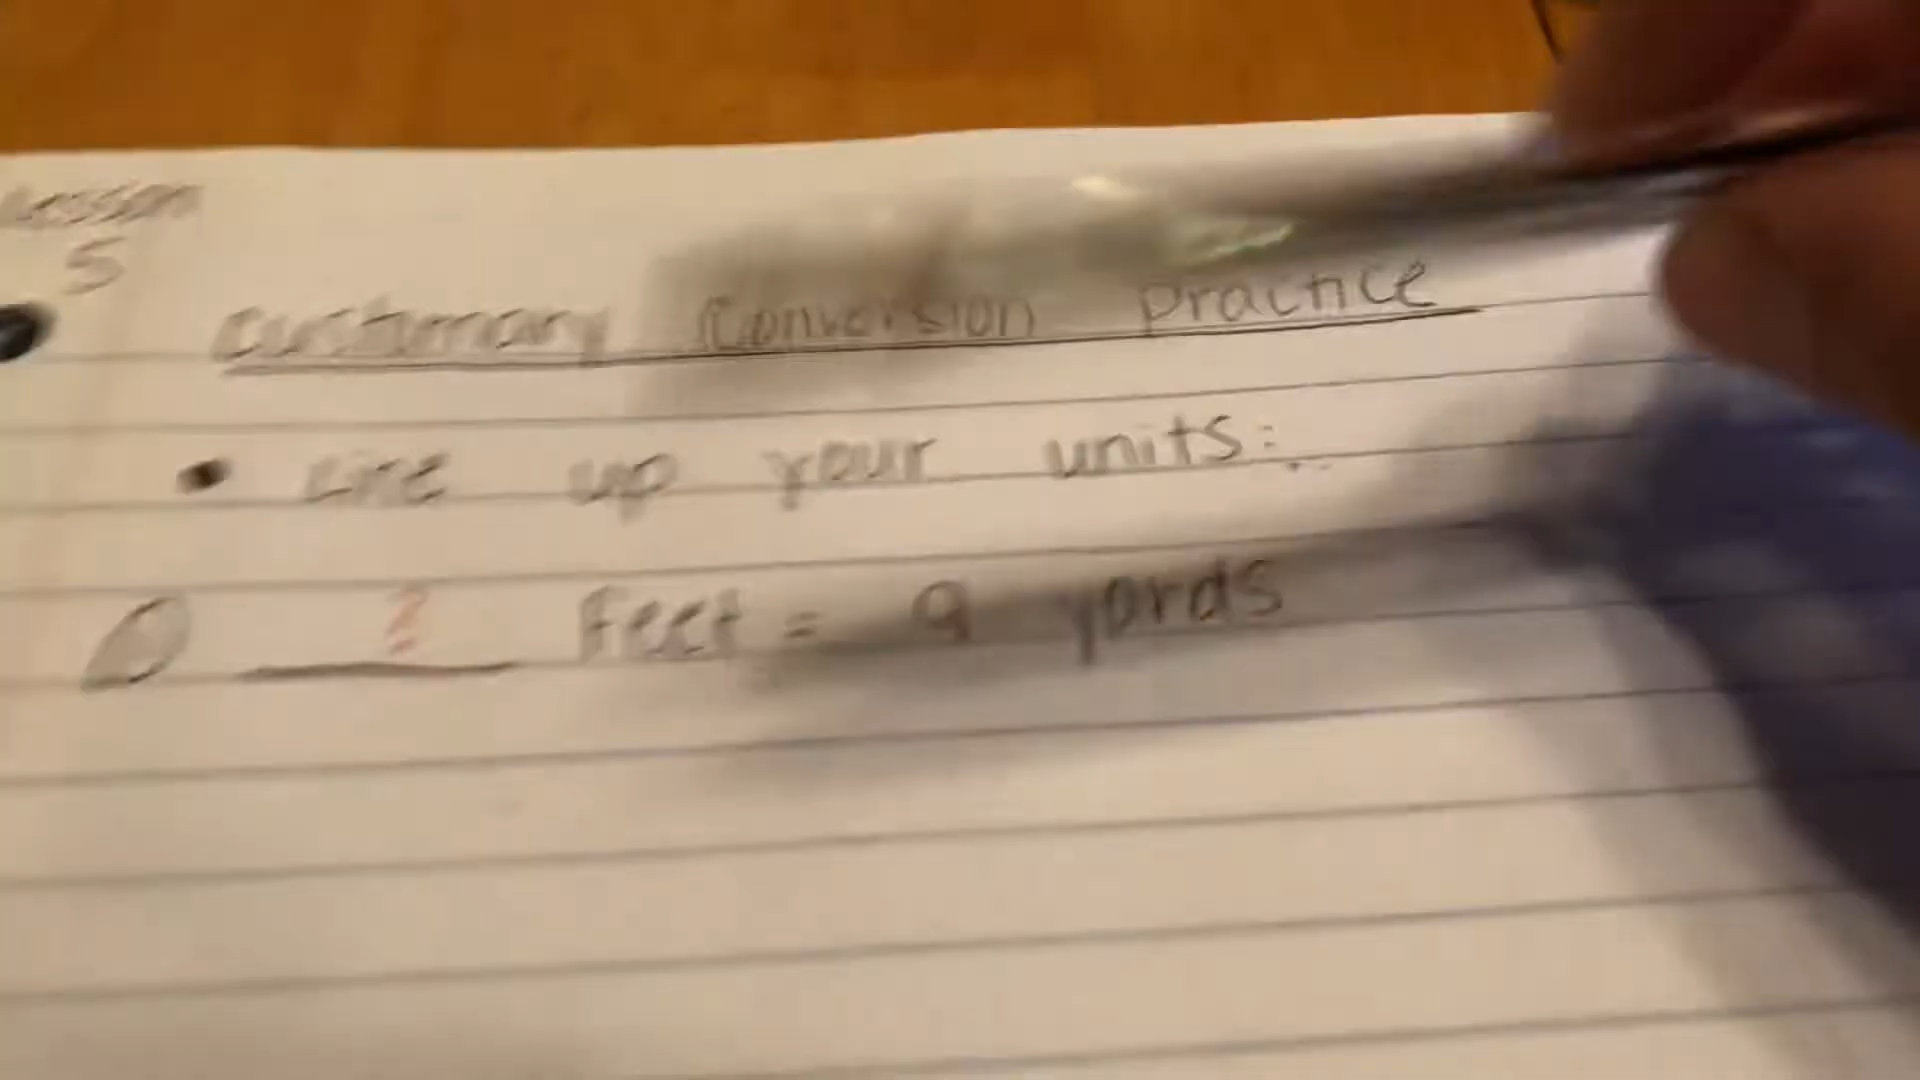 Lesson
5
Customary Conversion Practice
• Line up your units:
? Feet = 9 yards